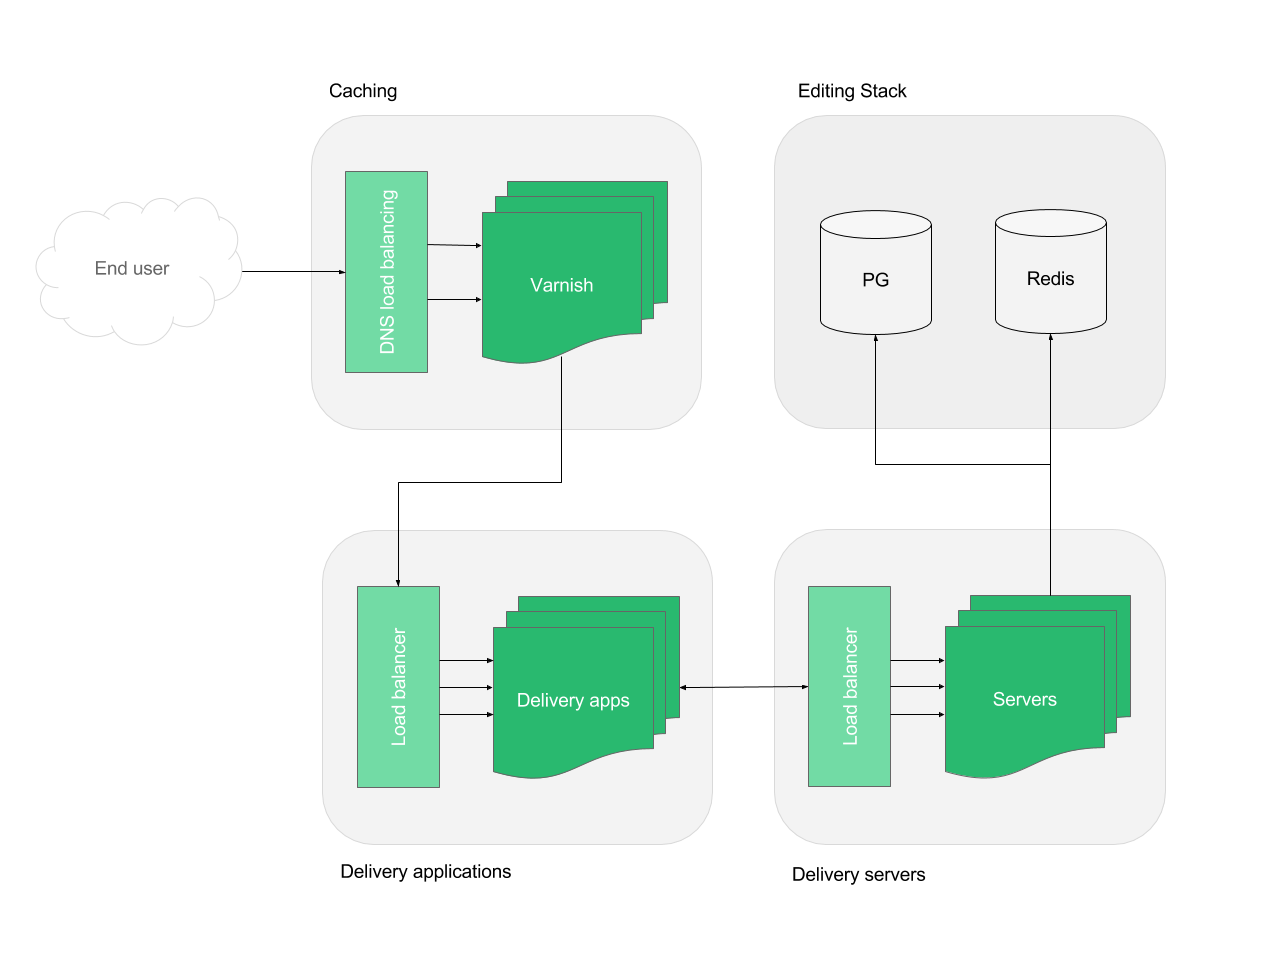 Caching
Editing Stack
End user
DNS load balancing
Varnish
PG
Redis
Load balancer
Delivery apps
Load balancer
Servers
Delivery applications
Delivery servers